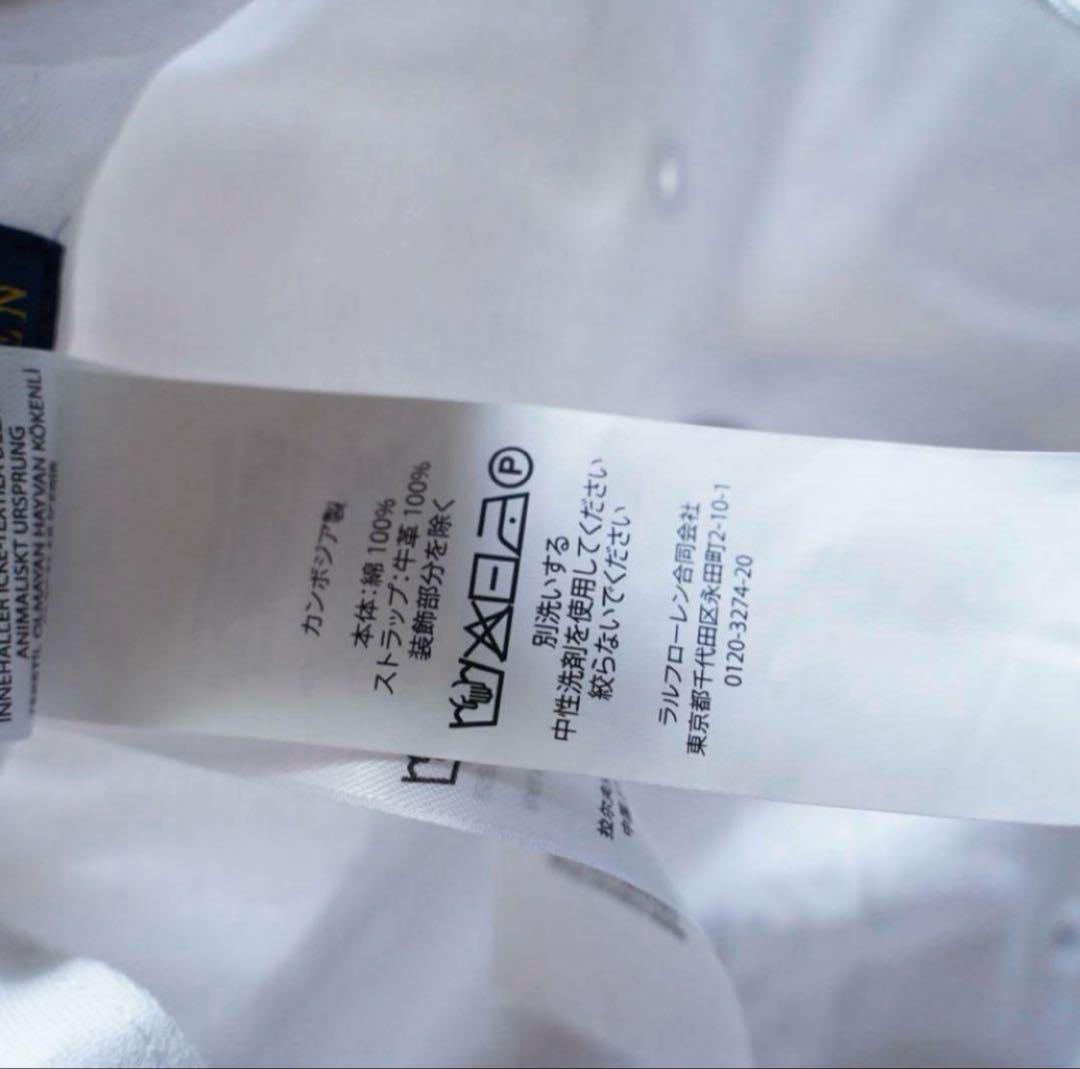 INNEHÅLLER ICKE-TEXTILA DELAR AV
ANIMALISKT URSPRUNG
OLMAYAN HAYVAN KÖKENLİ
カンボジア製
本体:綿 100%
ストラップ:牛革 100%
装飾部分を除く
P
別洗いする
中性洗剤を使用してください
絞らないでください
ラルフローレン合同会社
東京都千代田区永田町2-10-1
0120-3274-20